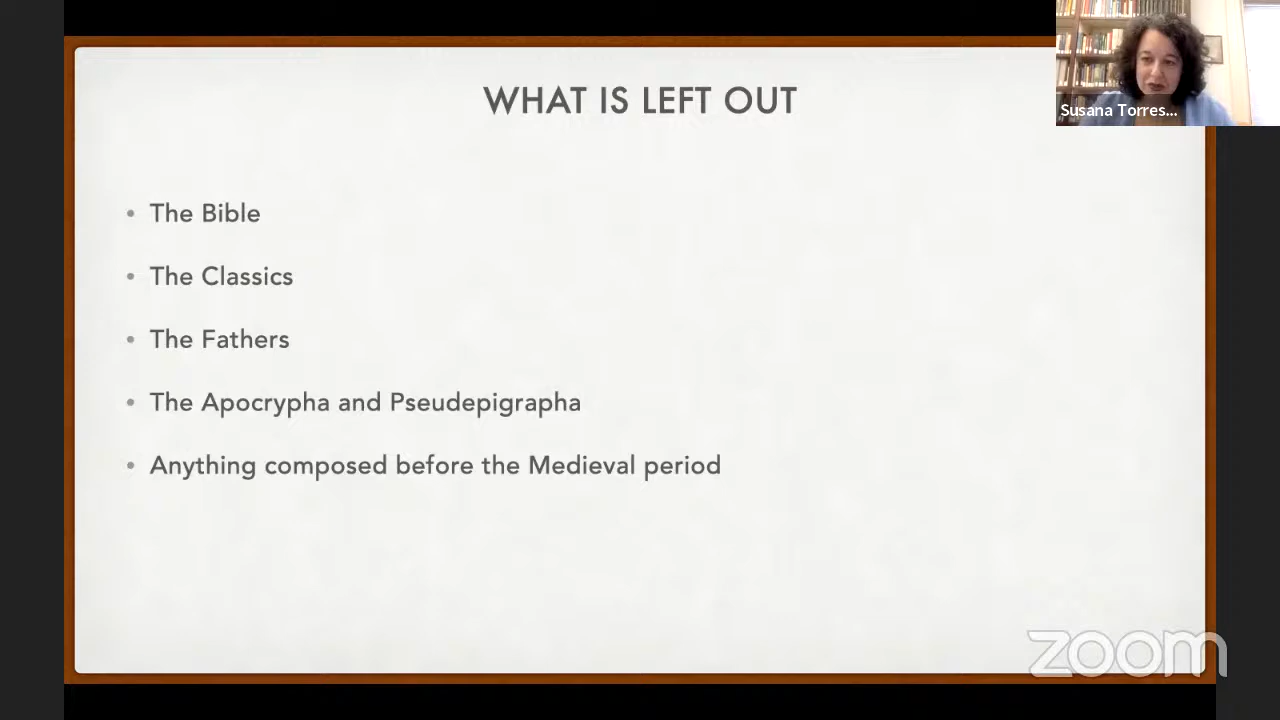 WHAT IS LEFT OUT
Susana Torres...
• The Bible
• The Classics
• The Fathers
• The Apocrypha and Pseudepigrapha
• Anything composed before the Medieval period
zoom